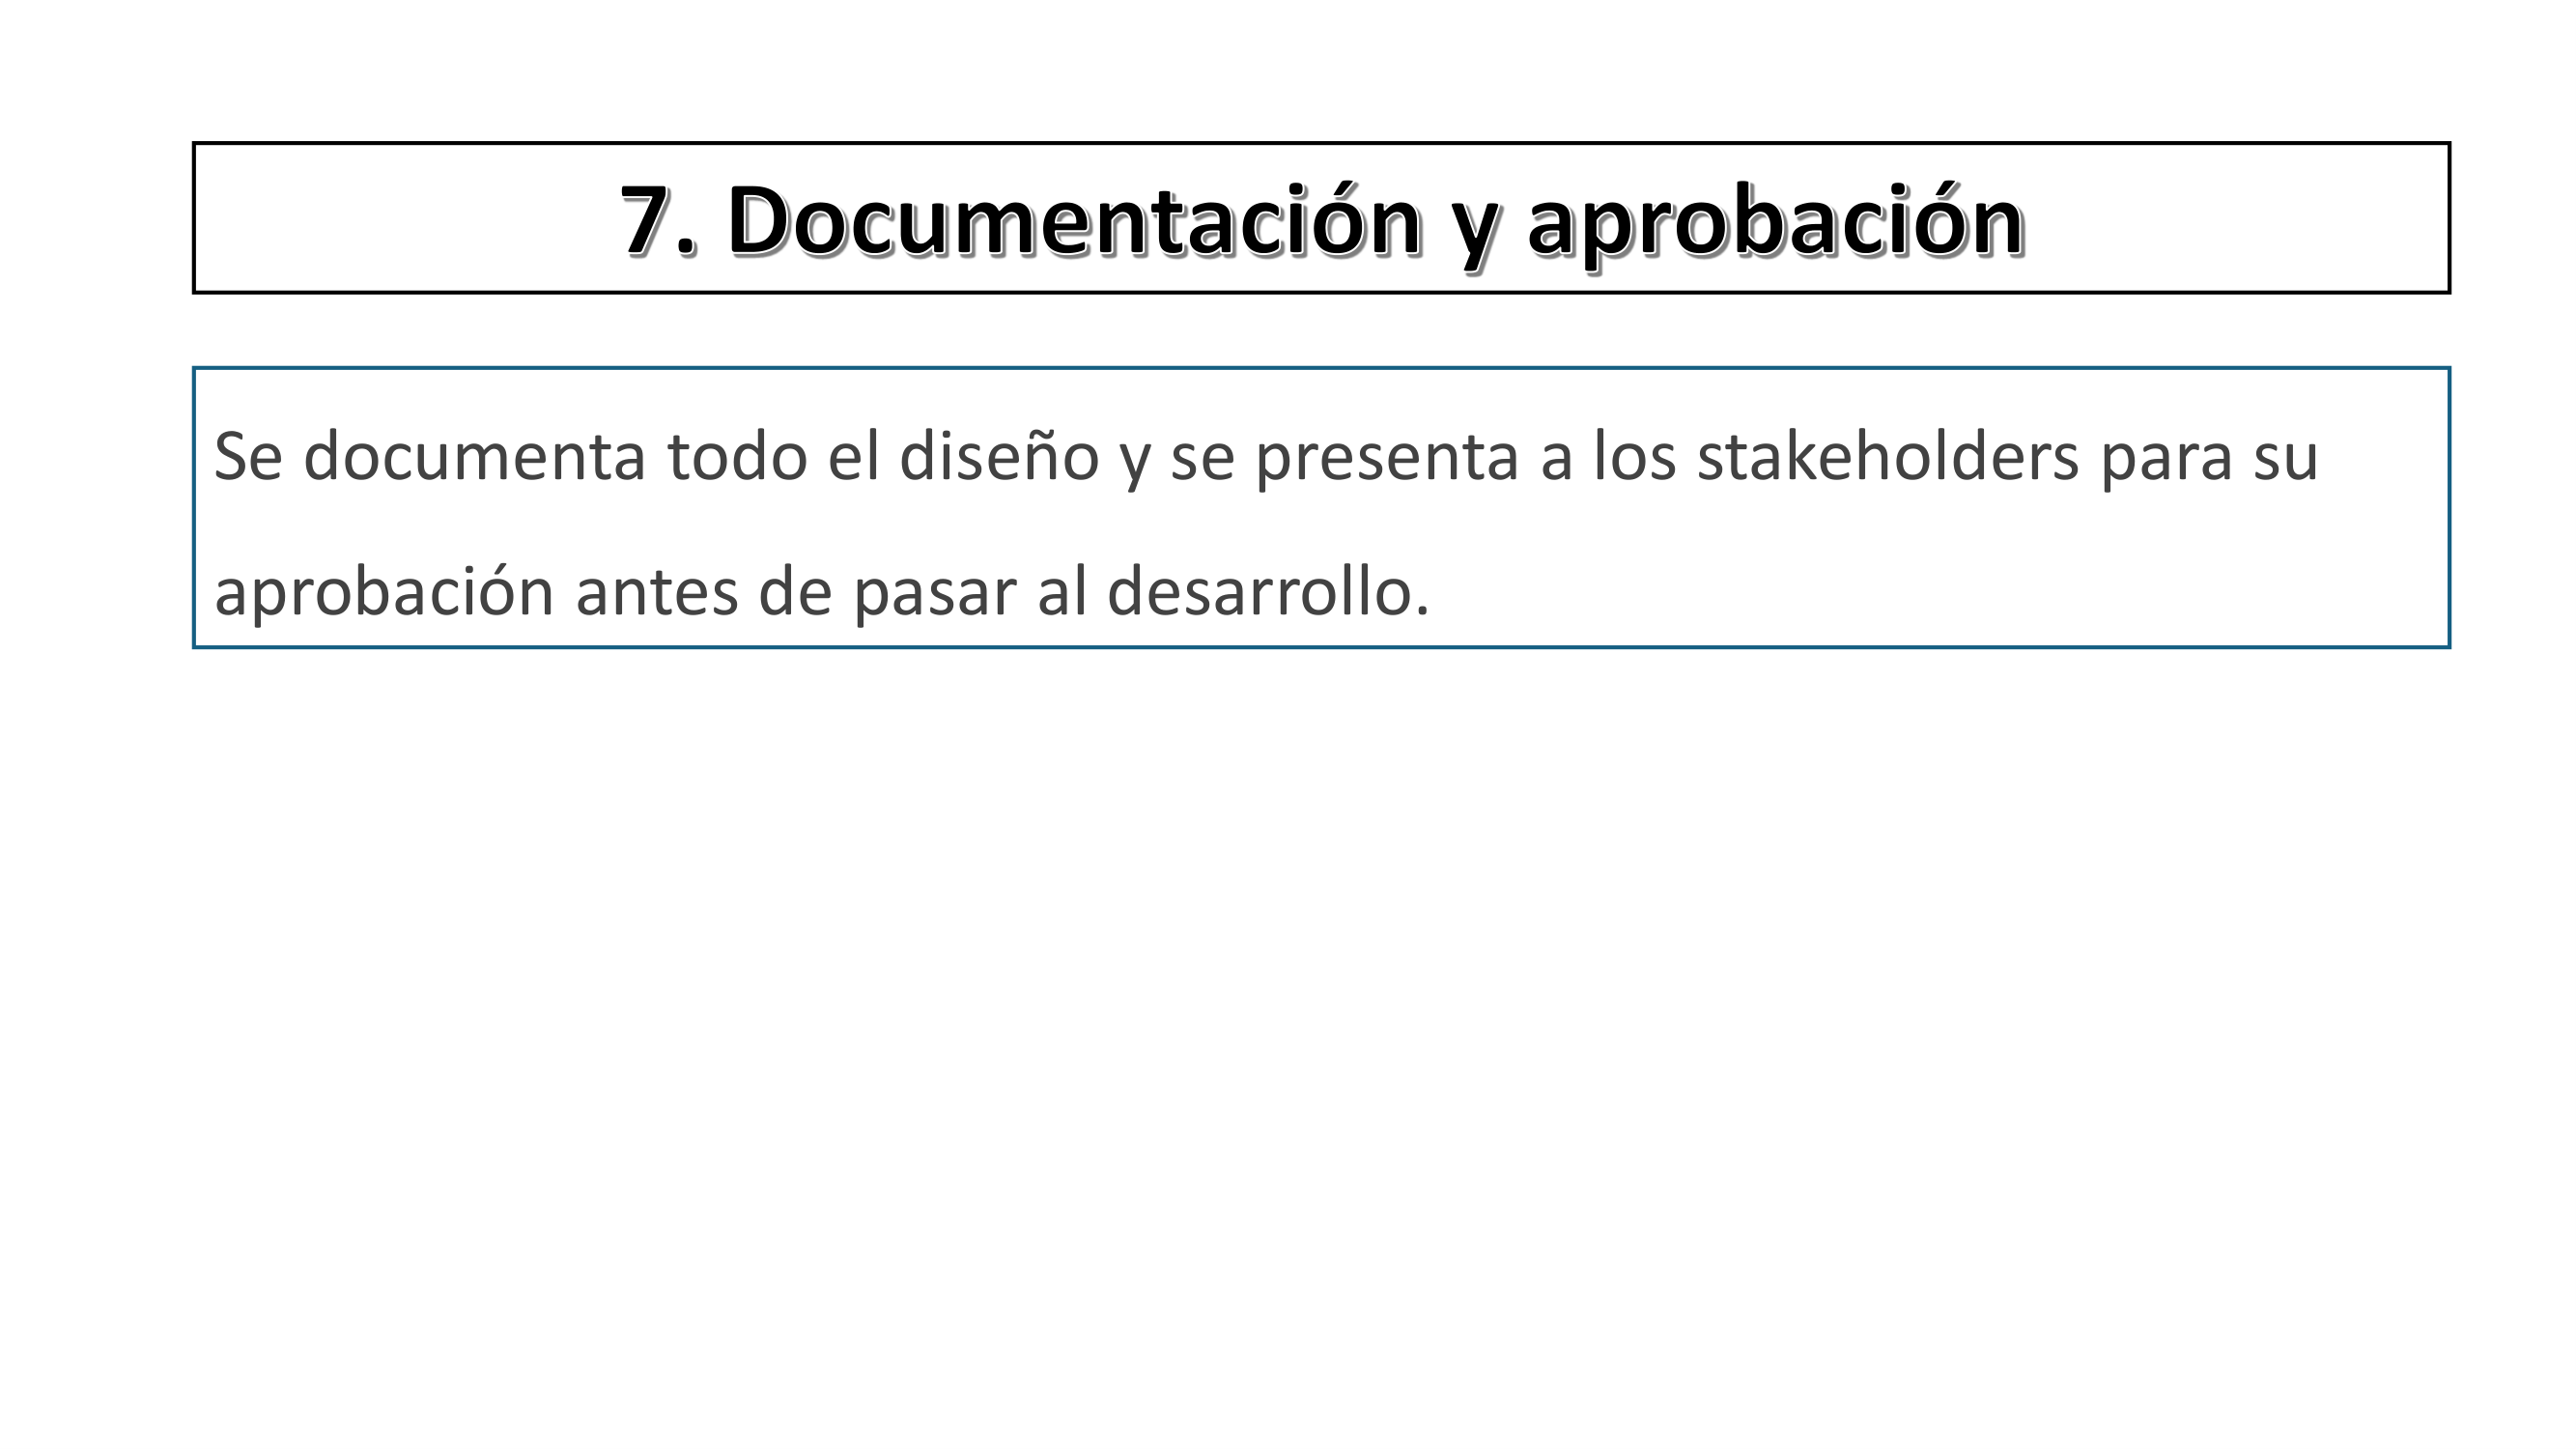 7. Documentación y aprobación
Se documenta todo el diseño y se presenta a los stakeholders para su
aprobación antes de pasar al desarrollo.